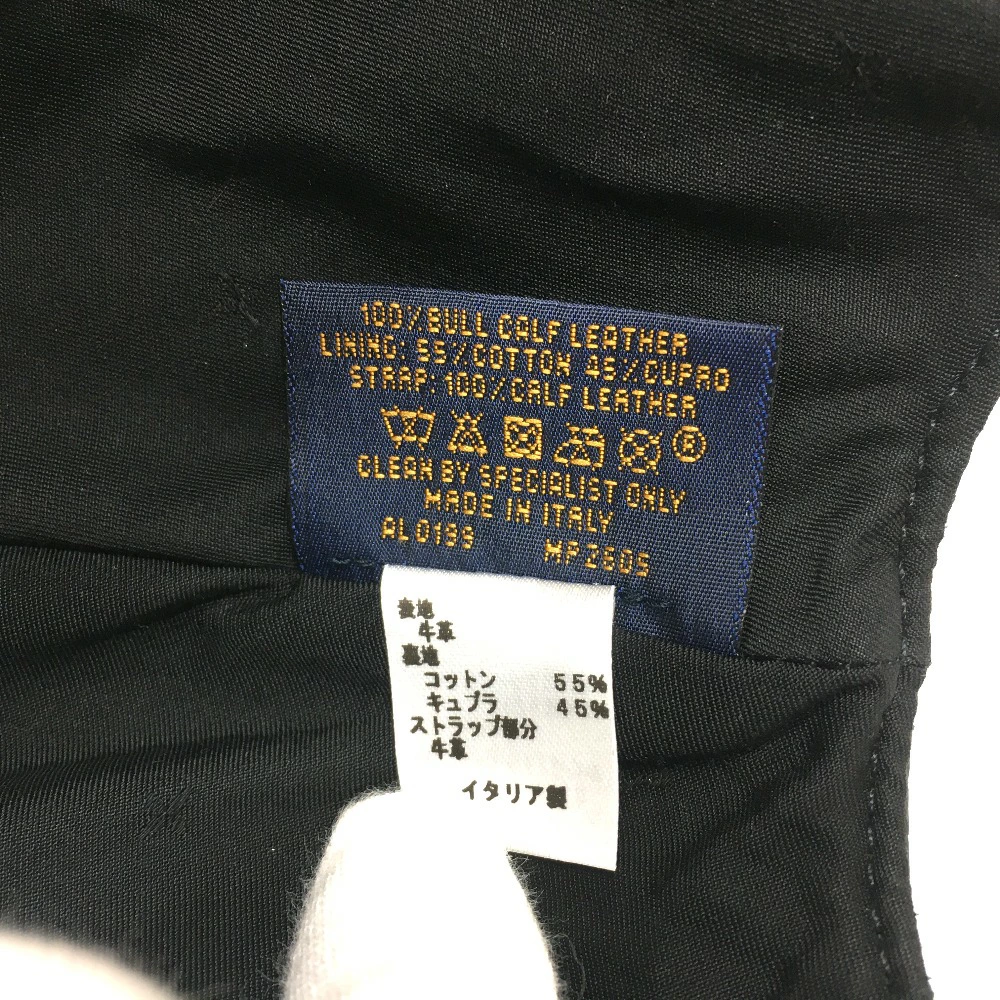 100% BULL CALF LEATHER
LINING: 55% COTTON 45% CUPRO
STRAP: 100% CALF LEATHER
®
CLEAN BY SPECIALIST ONLY
MADE IN ITALY
AL0199 MP2605
表地
牛革
裏地
コットン 55%
キュプラ 45%
ストラップ部分
牛革
イタリア製